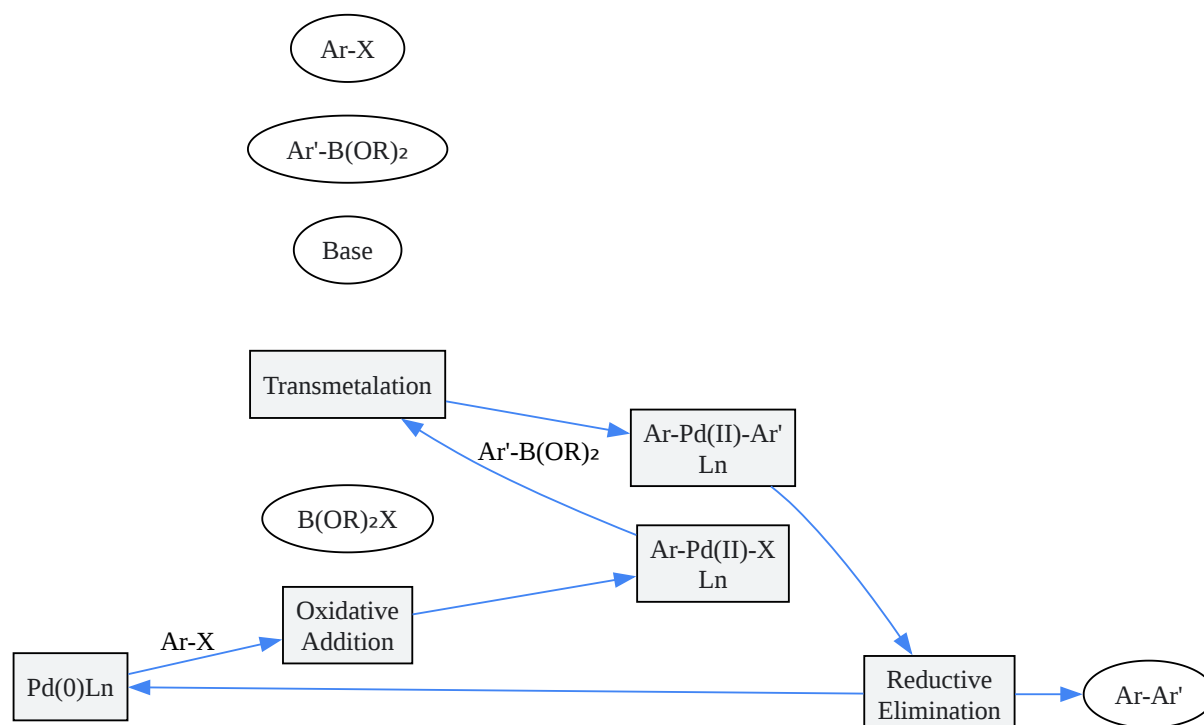 Ar-X
Ar'-B(OR)₂
Base
Transmetalation
Ar-Pd(II)-Ar'
Ln
Ar'-B(OR)₂
B(OR)₂X
Ar-Pd(II)-X
Ln
Oxidative
Addition
Ar-X
Pd(0)Ln
Reductive
Elimination
Ar-Ar'